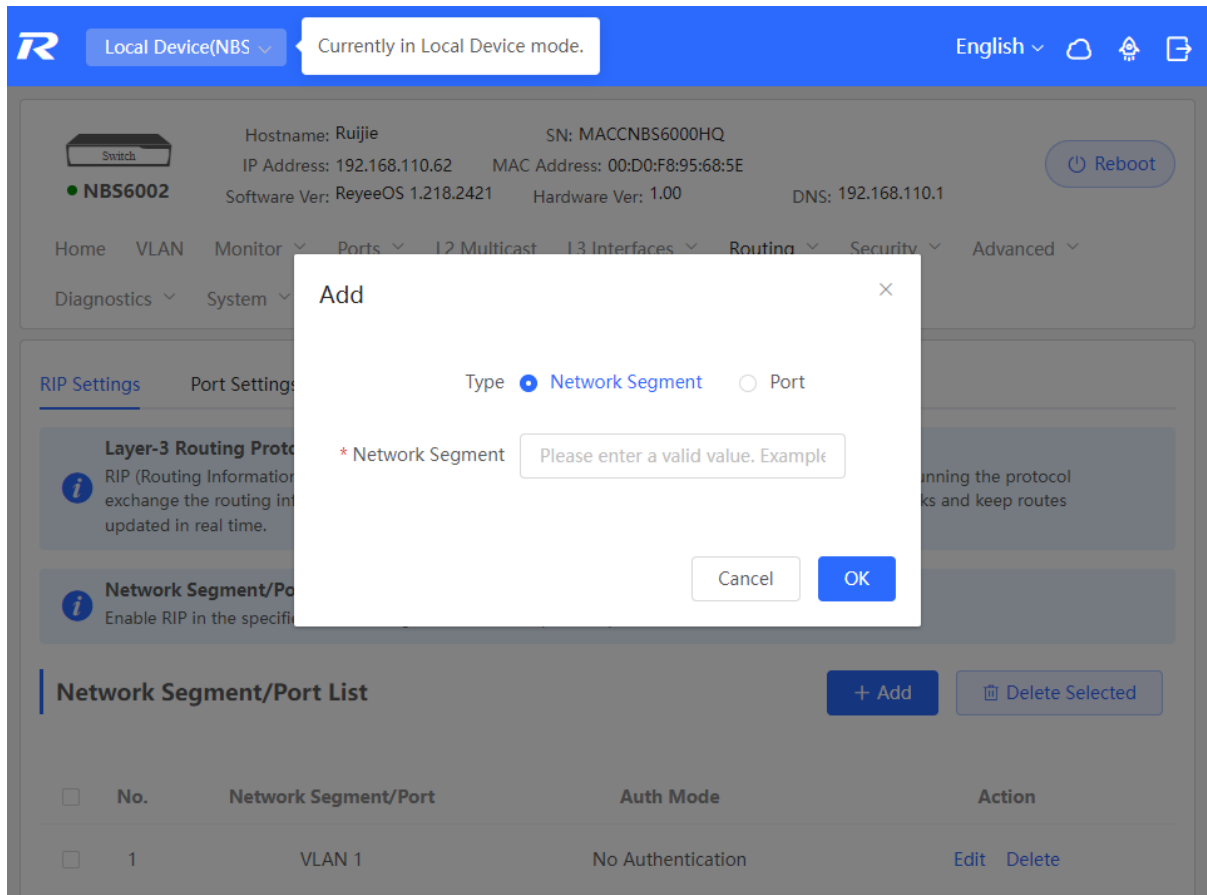 Local Device(NBS
Currently in Local Device mode.
English
Switch
NBS6002
Hostname: Ruijie
SN: MACCNBS6000HQ
IP Address: 192.168.110.62
MAC Address: 00:D0:F8:95:68:5E
Software Ver: ReyeeOS 1.218.2421
Hardware Ver: 1.00
DNS: 192.168.110.1
Reboot
Home VLAN Monitor Ports L2 Multicast L3 Interfaces Routing Security Advanced
Diagnostics System
Add
Type Network Segment Port
* Network Segment Please enter a valid value. Example
Cancel OK
RIP Settings Port Settings
Layer-3 Routing Proto
RIP (Routing Information unning the protocol
exchange the routing in ks and keep routes
updated in real time.
Network Segment/Po
Enable RIP in the specifi
Network Segment/Port List
+ Add Delete Selected
No. Network Segment/Port Auth Mode Action
1 VLAN 1 No Authentication Edit Delete